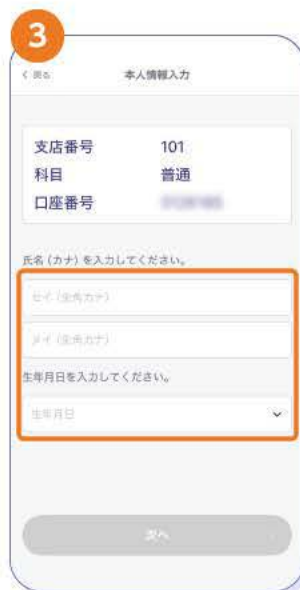 3
戻る 本人情報入力
支店番号 101
科目 普通
口座番号
氏名（カナ）を入力してください。
セイ（全角カナ）
メイ（全角カナ）
生年月日を入力してください。
生年月日
次へ